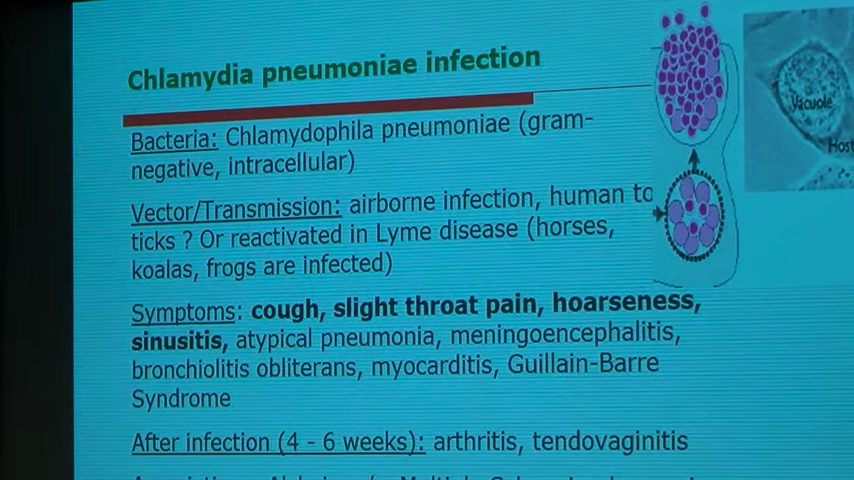 Chlamydia pneumoniae infection
Bacteria: Chlamydophila pneumoniae (gram-
negative, intracellular)
Vector/Transmission: airborne infection, human to
ticks ? Or reactivated in Lyme disease (horses,
koalas, frogs are infected)
Symptoms: cough, slight throat pain, hoarseness,
sinusitis, atypical pneumonia, meningoencephalitis,
bronchiolitis obliterans, myocarditis, Guillain-Barre
Syndrome
After infection (4 - 6 weeks): arthritis, tendovaginitis
Vacuole
Host